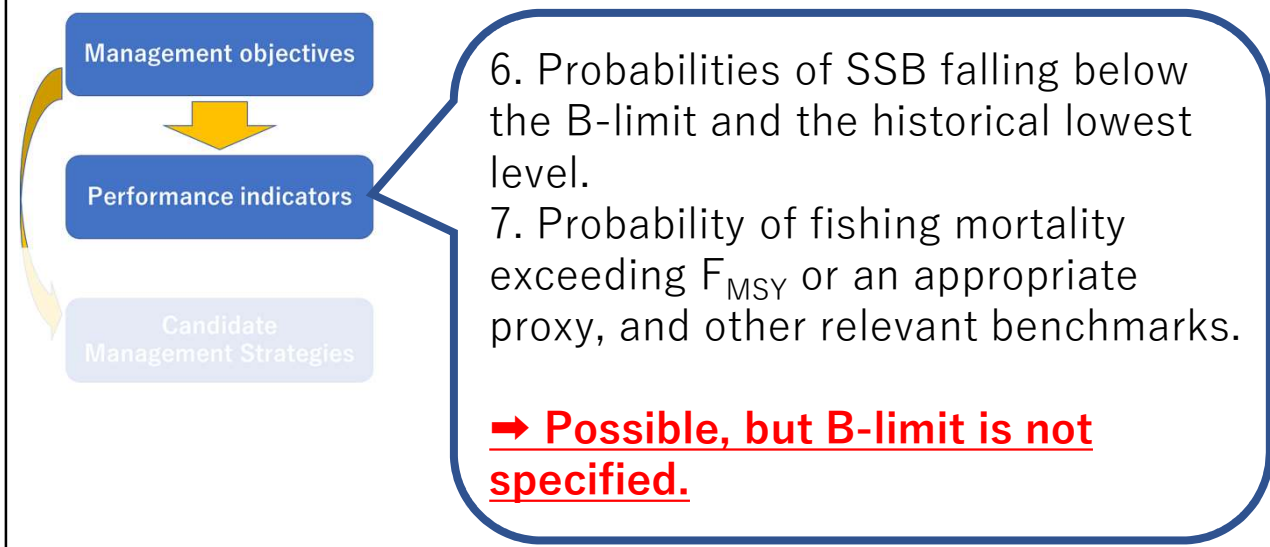 Management objectives
Performance indicators
Candidate
Management Strategies
6. Probabilities of SSB falling below
the B-limit and the historical lowest
level.
7. Probability of fishing mortality
exceeding FMSY or an appropriate
proxy, and other relevant benchmarks.
➡ Possible, but B-limit is not
specified.